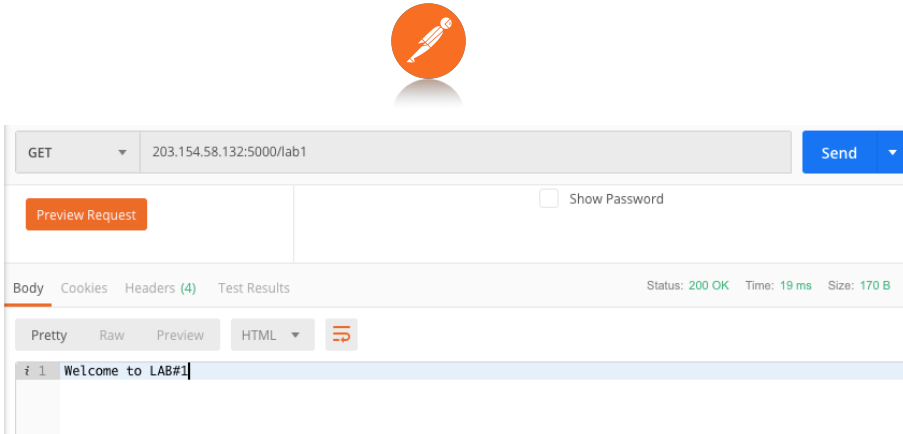 GET 203.154.58.132:5000/lab1 Send
Show Password
Preview Request
Body Cookies Headers (4) Test Results Status: 200 OK Time: 19 ms Size: 170 B
Pretty Raw Preview HTML
i 1 Welcome to LAB#1